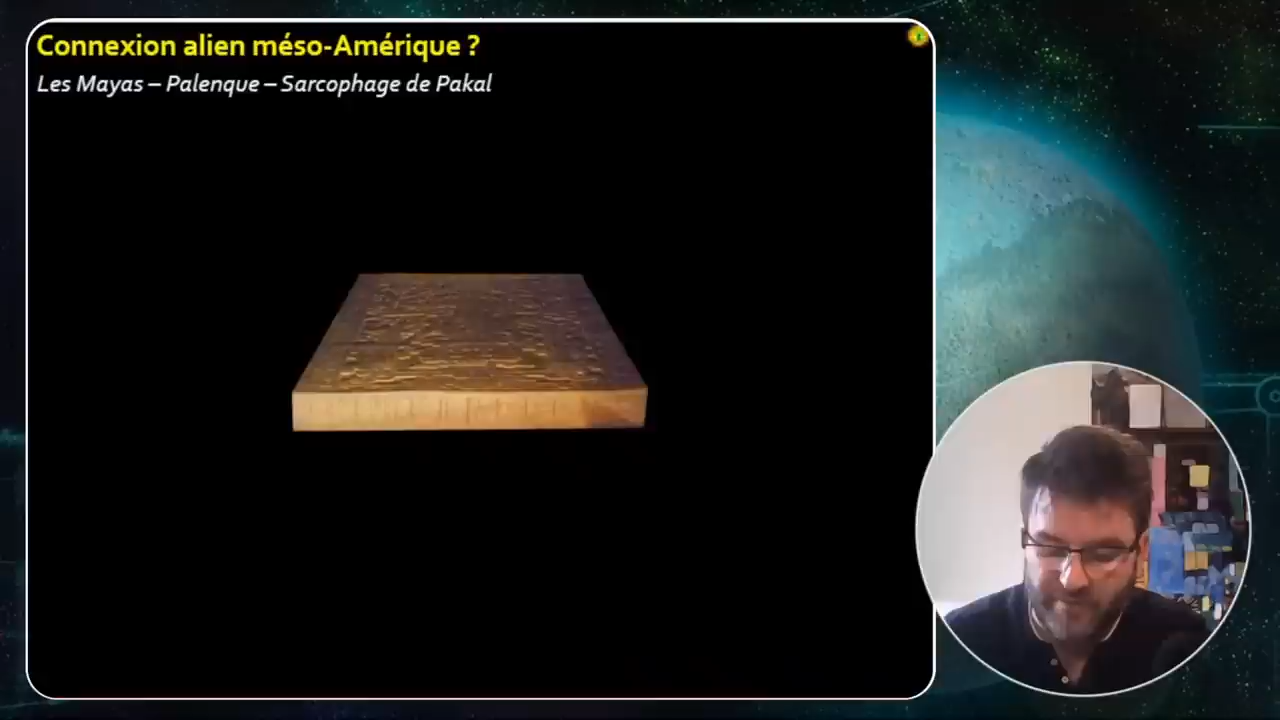 Connexion alien méso-Amérique ?
Les Mayas – Palenque – Sarcophage de Pakal